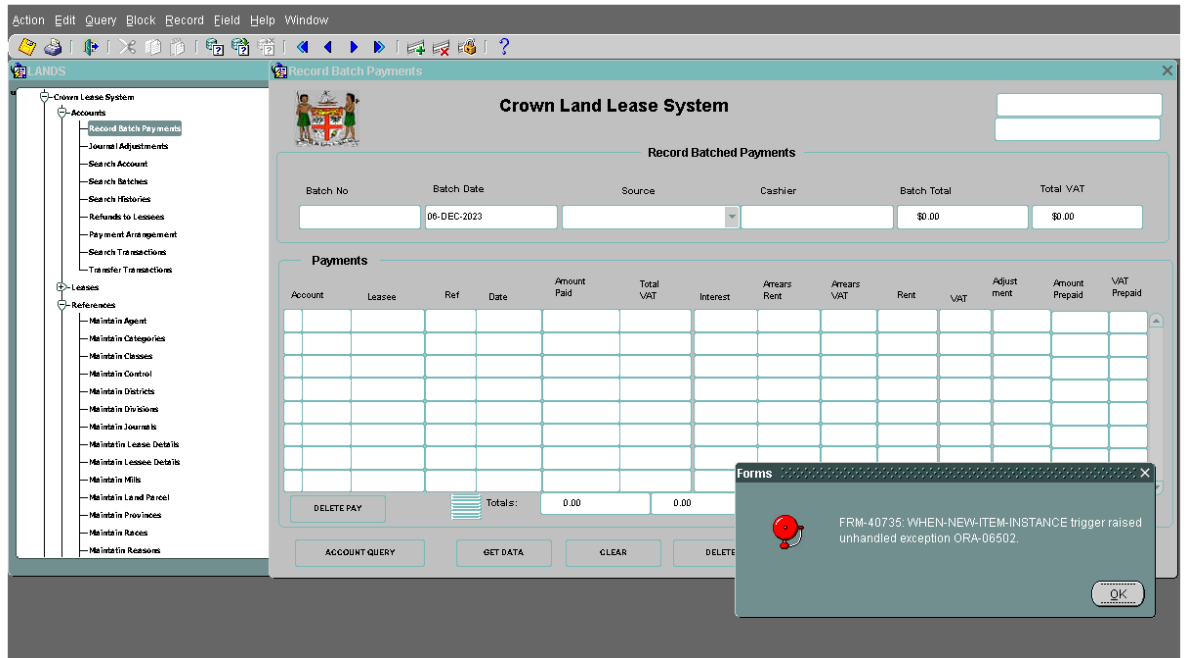 Action Edit Query Block Record Field Help Window
LANDS
Record Batch Payments
Crown Lease System
Accounts
Record Batch Payments
Journal Adjustments
Search Account
Search Batches
Search Histories
Refunds to Lessees
Payment Arrangement
Search Transactions
Transfer Transactions
Leases
References
Maintain Agent
Maintain Categories
Maintain Classes
Maintain Control
Maintain Districts
Maintain Divisions
Maintain Journals
Maintatin Lease Details
Maintain Lessee Details
Maintain Mills
Maintain Land Parcel
Maintain Provinces
Maintain Races
Maintatin Reasons
Crown Land Lease System
Record Batched Payments
Batch No Batch Date Source Cashier Batch Total Total VAT
06-DEC-2023 $0.00 $0.00
Payments
Account Leasee Ref Date Amount Paid Total VAT Interest Arrears Rent Arrears VAT Rent VAT Adjust ment Amount Prepaid VAT Prepaid
DELETE PAY Totals: 0.00 0.00
ACCOUNT QUERY GET DATA CLEAR DELETE
Forms
FRM-40735: WHEN-NEW-ITEM-INSTANCE trigger raised
unhandled exception ORA-06502.
OK